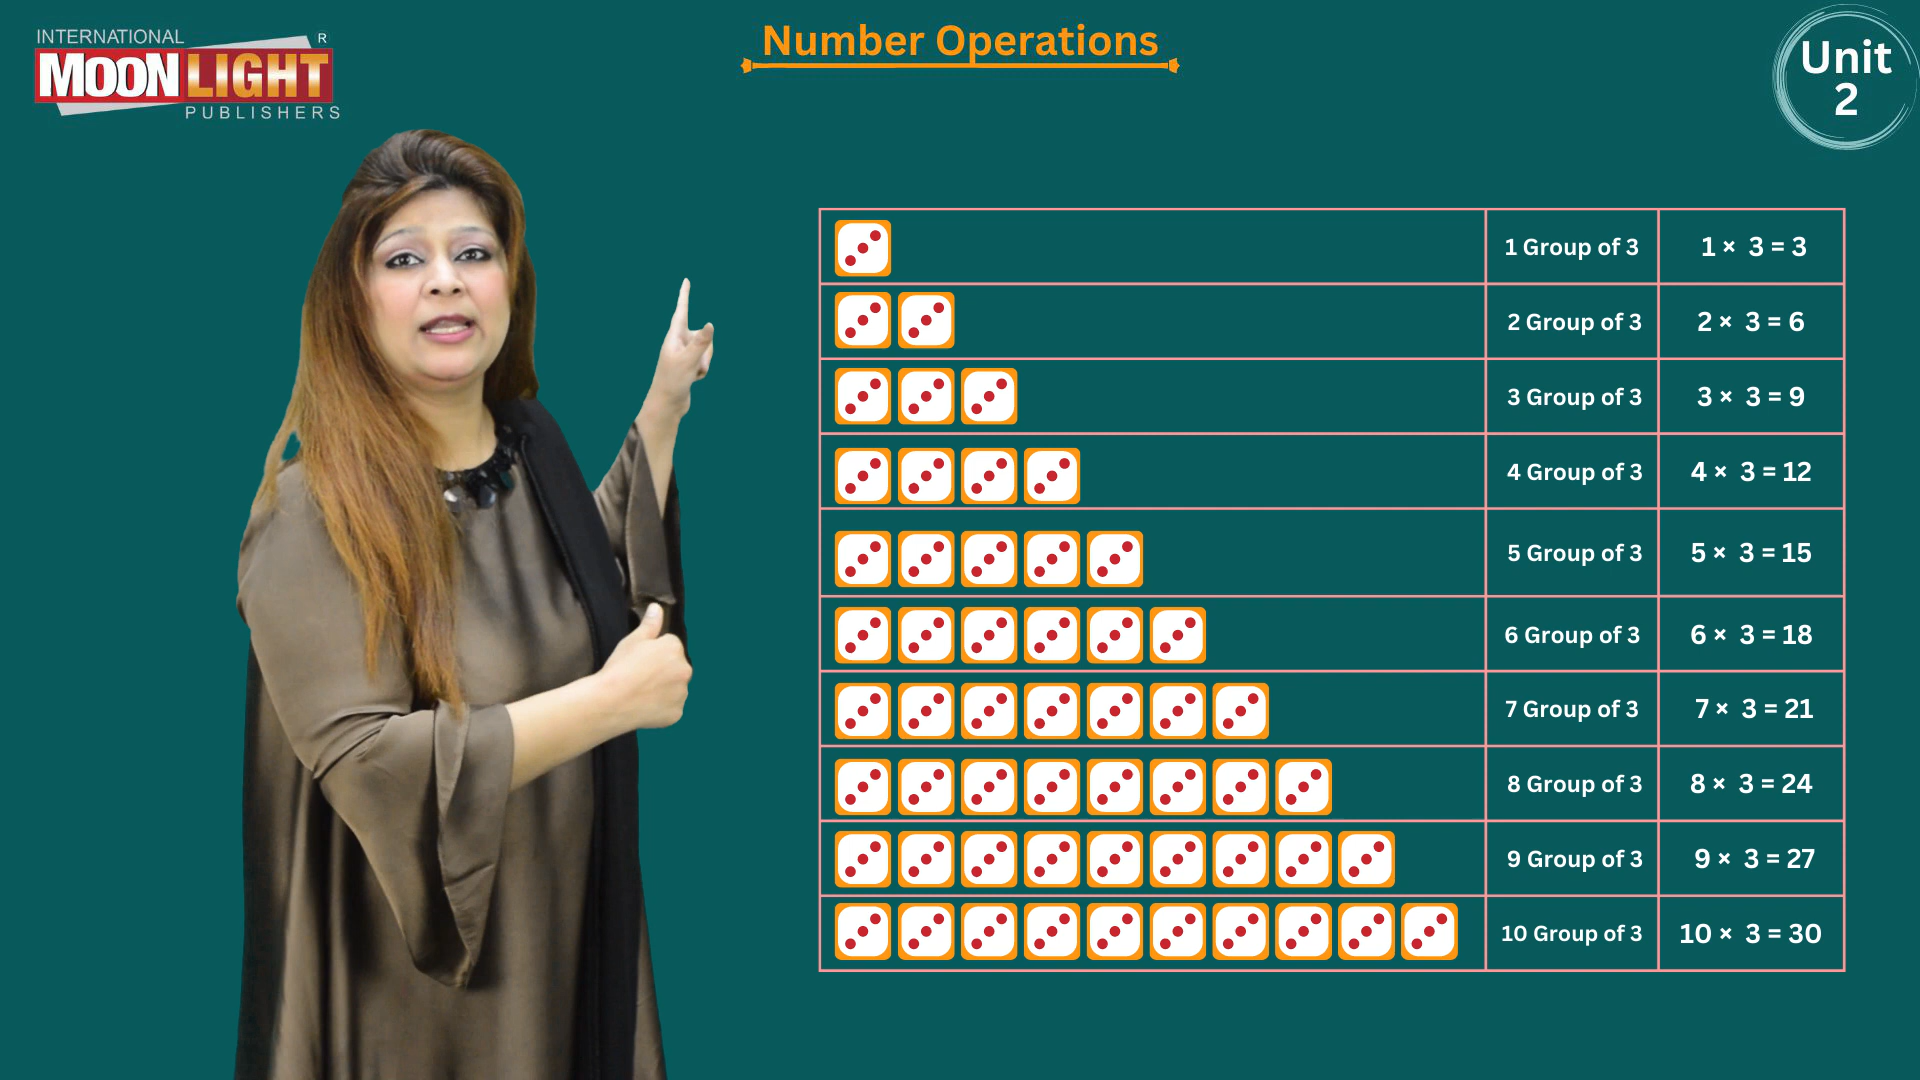 INTERNATIONAL
R
MOON LIGHT
PUBLISHERS
Number Operations
Unit
2
1 Group of 3 1 × 3 = 3
2 Group of 3 2 × 3 = 6
3 Group of 3 3 × 3 = 9
4 Group of 3 4 × 3 = 12
5 Group of 3 5 × 3 = 15
6 Group of 3 6 × 3 = 18
7 Group of 3 7 × 3 = 21
8 Group of 3 8 × 3 = 24
9 Group of 3 9 × 3 = 27
10 Group of 3 10 × 3 = 30